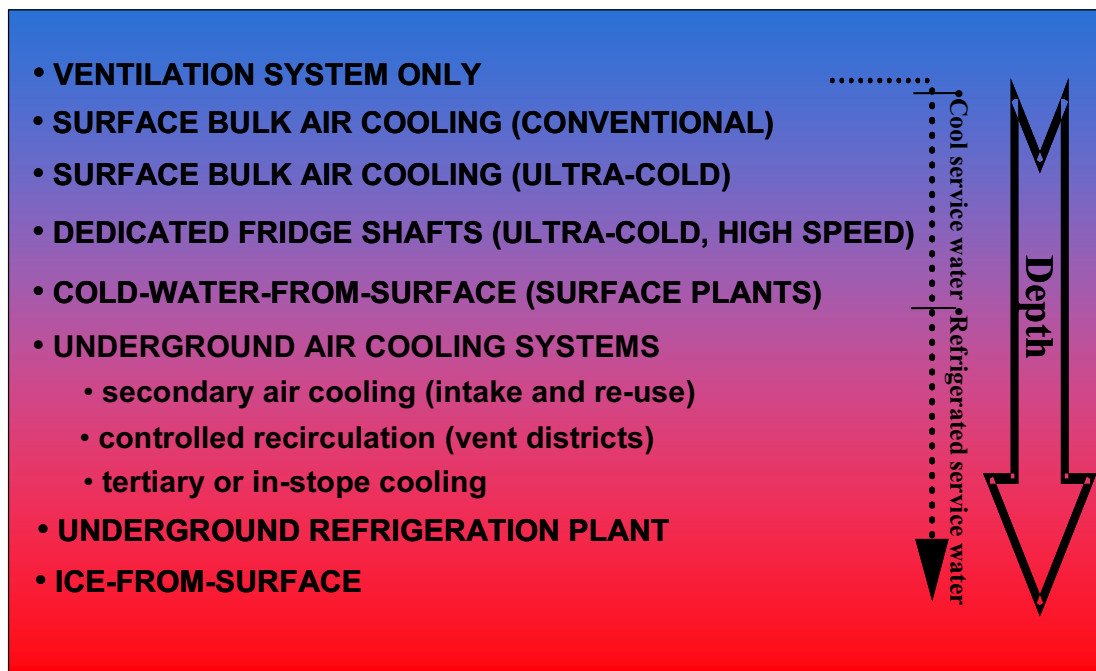 • VENTILATION SYSTEM ONLY
• SURFACE BULK AIR COOLING (CONVENTIONAL)
• SURFACE BULK AIR COOLING (ULTRA-COLD)
• DEDICATED FRIDGE SHAFTS (ULTRA-COLD, HIGH SPEED)
• COLD-WATER-FROM-SURFACE (SURFACE PLANTS)
• UNDERGROUND AIR COOLING SYSTEMS
• secondary air cooling (intake and re-use)
• controlled recirculation (vent districts)
• tertiary or in-stope cooling
• UNDERGROUND REFRIGERATION PLANT
• ICE-FROM-SURFACE
•Cool service water
•Refrigerated service water
Depth